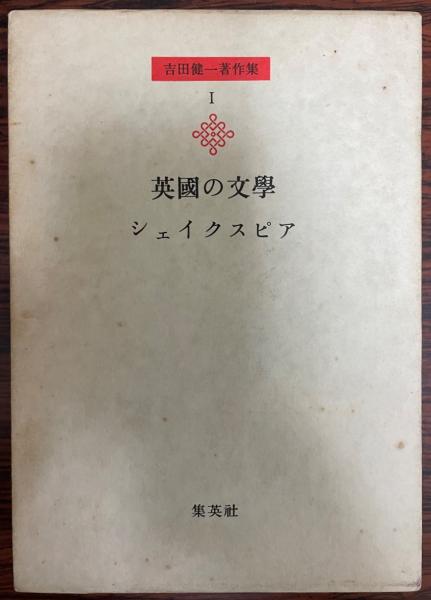 吉田健一著作集
I
英國の文學
シェイクスピア
集英社